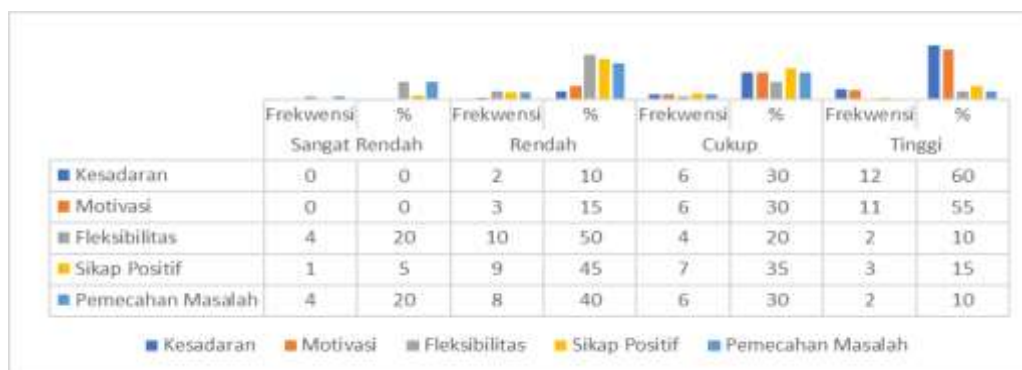 Frekwensi % Frekwensi % Frekwensi % Frekwensi %
Sangat Rendah Rendah Cukup Tinggi
Kesadaran 0 0 2 10 6 30 12 60
Motivasi 0 0 3 15 6 30 11 55
Fleksibilitas 4 20 10 50 4 20 2 10
Sikap Positif 1 5 9 45 7 35 3 15
Pemecahan Masalah 4 20 8 40 6 30 2 10
Kesadaran Motivasi Fleksibilitas Sikap Positif Pemecahan Masalah